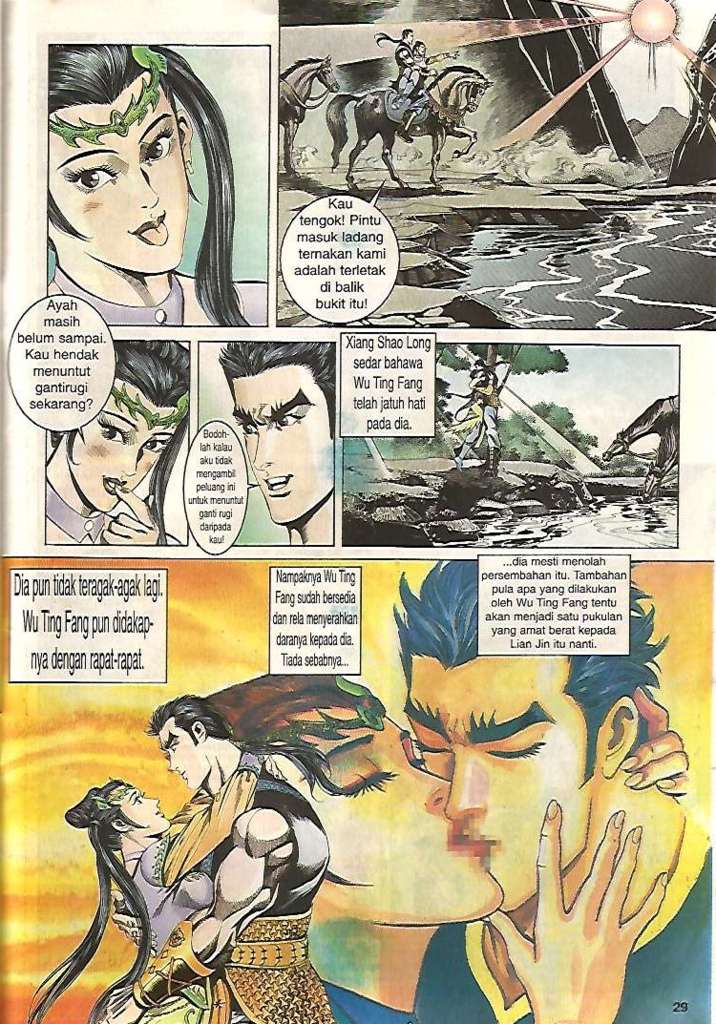 Kau
tengok! Pintu
masuk ladang
ternakan kami
adalah terletak
di balik
bukit itu!
Ayah
masih
belum sampai.
Kau hendak
menuntut
gantirugi
sekarang?
Bodoh-
lah kalau
aku tidak
mengambil
peluang ini
untuk menuntut
ganti rugi
daripada
kau!
Xiang Shao Long
sedar bahawa
Wu Ting Fang
telah jatuh hati
pada dia.
Dia pun tidak teragak-agak lagi.
Wu Ting Fang pun didakap-
nya dengan rapat-rapat.
Nampaknya Wu Ting
Fang sudah bersedia
dan rela menyerahkan
daranya kepada dia.
Tiada sebabnya...
...dia mesti menolah
persembahan itu. Tambahan
pula apa yang dilakukan
oleh Wu Ting Fang tentu
akan menjadi satu pukulan
yang amat berat kepada
Lian Jin itu nanti.
29